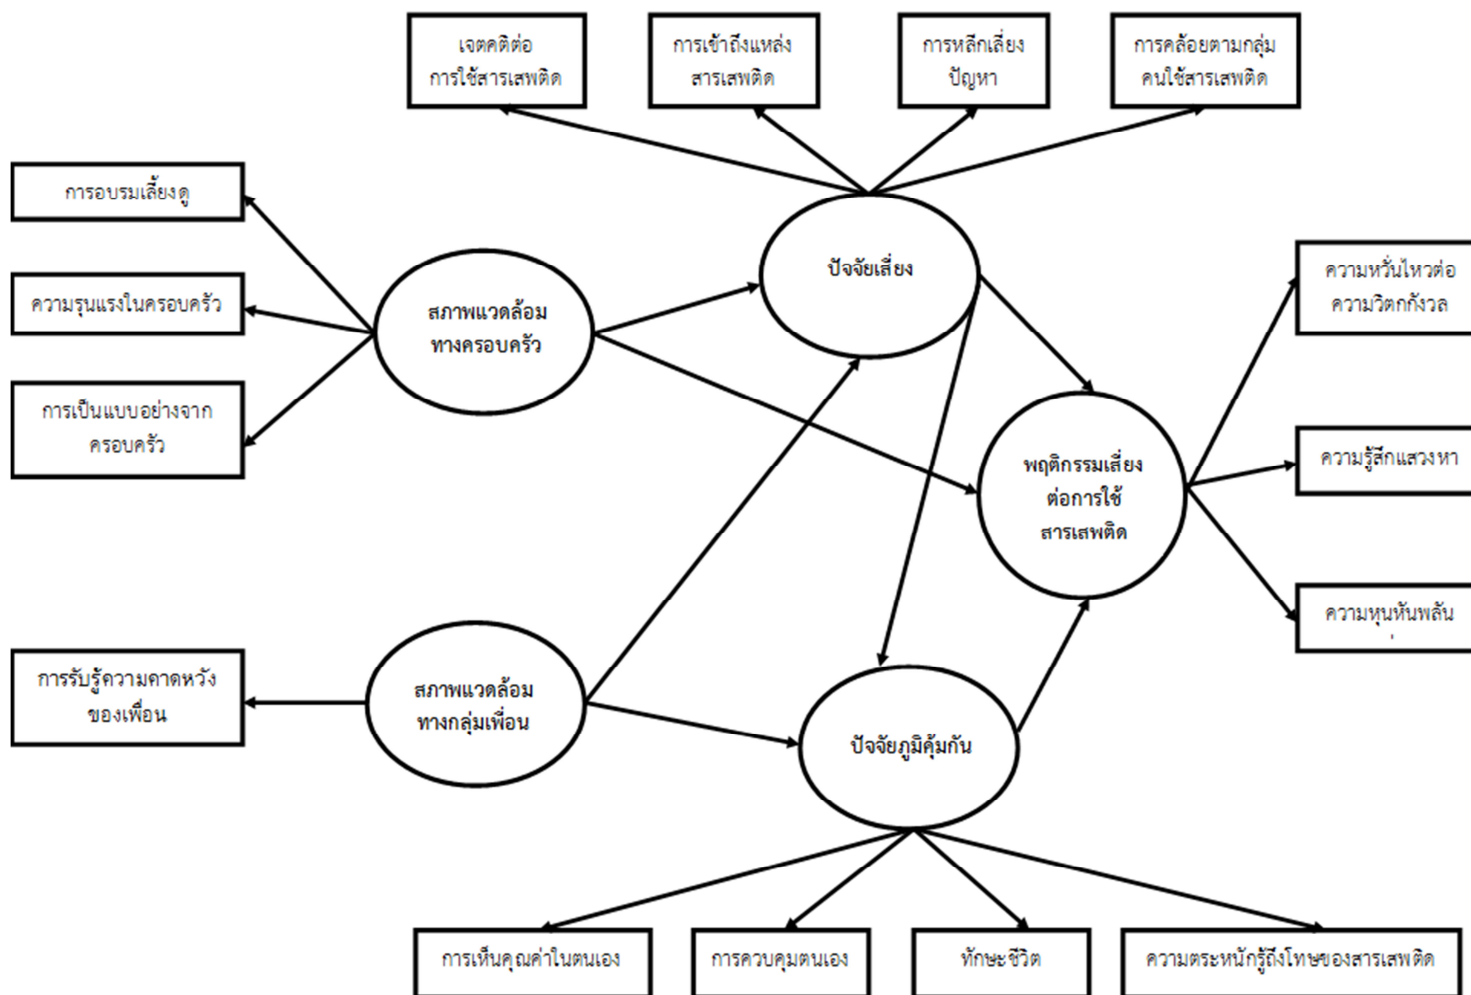 เจตคติต่อ
การใช้สารเสพติด
การเข้าถึงแหล่ง
สารเสพติด
การหลีกเลี่ยง
ปัญหา
การคล้อยตามกลุ่ม
คนใช้สารเสพติด
การอบรมเลี้ยงดู
ความรุนแรงในครอบครัว
การเป็นแบบอย่างจาก
ครอบครัว
สภาพแวดล้อม
ทางครอบครัว
ปัจจัยเสี่ยง
ความหวั่นไหวต่อ
ความวิตกกังวล
พฤติกรรมเสี่ยง
ต่อการใช้
สารเสพติด
ความรู้สึกแสวงหา
ความหุนหันพลัน
การรับรู้ความคาดหวัง
ของเพื่อน
สภาพแวดล้อม
ทางกลุ่มเพื่อน
ปัจจัยภูมิคุ้มกัน
การเห็นคุณค่าในตนเอง
การควบคุมตนเอง
ทักษะชีวิต
ความตระหนักรู้ถึงโทษของสารเสพติด